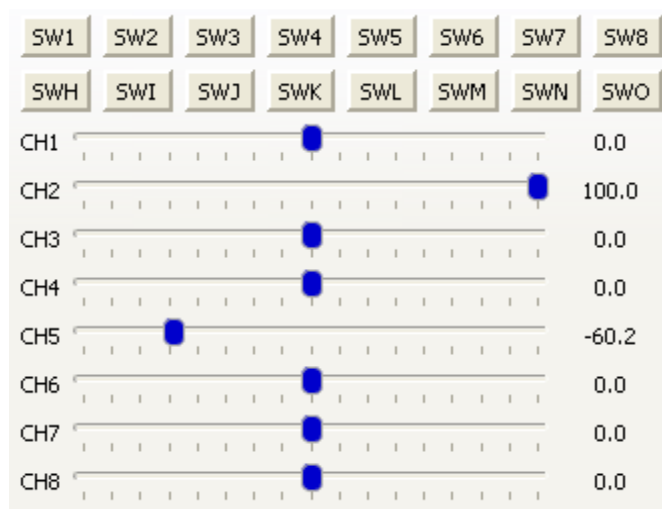 SW1 SW2 SW3 SW4 SW5 SW6 SW7 SW8
SWH SWI SWJ SWK SWL SWM SWN SWO
CH1 0.0
CH2 100.0
CH3 0.0
CH4 0.0
CH5 -60.2
CH6 0.0
CH7 0.0
CH8 0.0